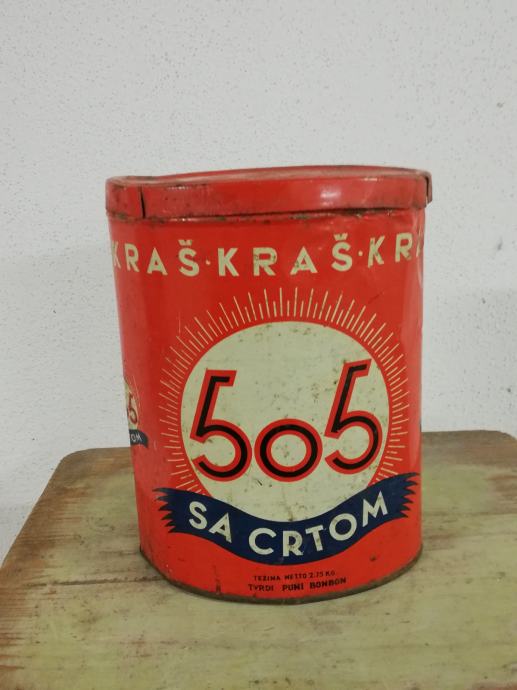 KRAŠ·KRAŠ·KR
505
SA CRTOM
TEŽINA NETTO 2.75 KG.
TVRDI PUNI BONBON